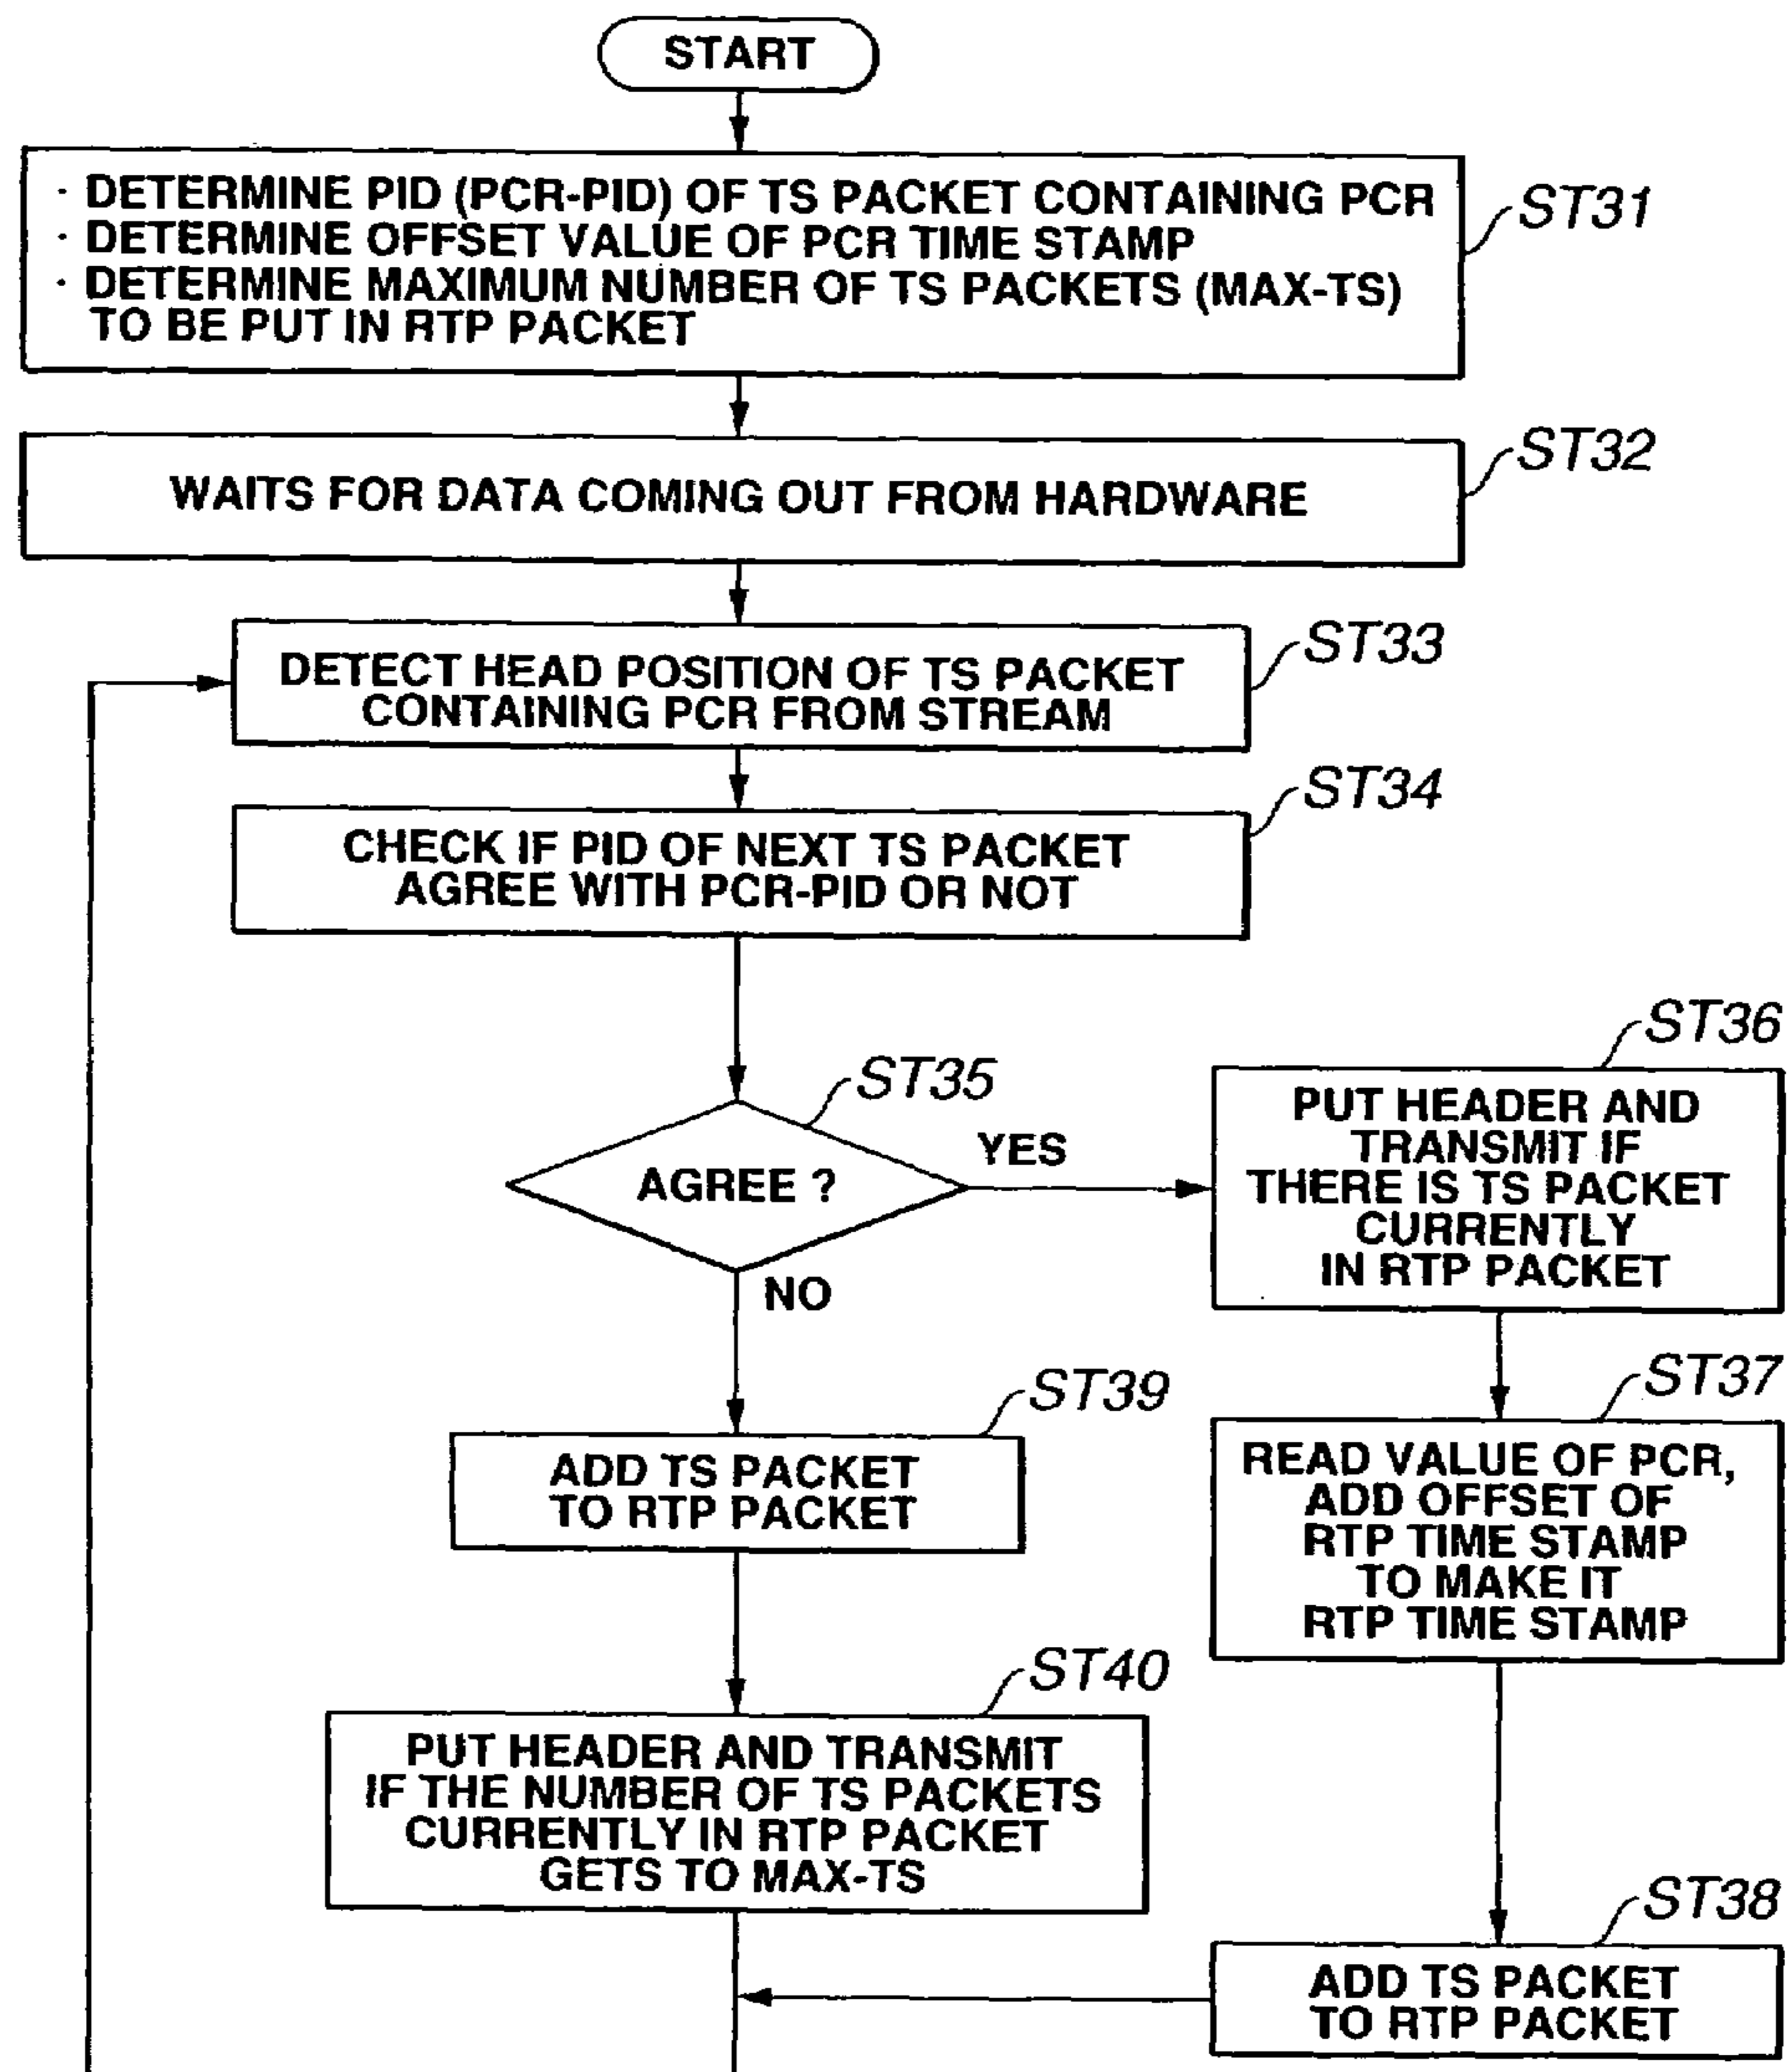 START
· DETERMINE PID (PCR-PID) OF TS PACKET CONTAINING PCR
· DETERMINE OFFSET VALUE OF PCR TIME STAMP
· DETERMINE MAXIMUM NUMBER OF TS PACKETS (MAX-TS)
TO BE PUT IN RTP PACKET
ST31
WAITS FOR DATA COMING OUT FROM HARDWARE
ST32
DETECT HEAD POSITION OF TS PACKET
CONTAINING PCR FROM STREAM
ST33
CHECK IF PID OF NEXT TS PACKET
AGREE WITH PCR-PID OR NOT
ST34
ST35
AGREE ?
YES
NO
ST36
PUT HEADER AND
TRANSMIT IF
THERE IS TS PACKET
CURRENTLY
IN RTP PACKET
ST37
READ VALUE OF PCR,
ADD OFFSET OF
RTP TIME STAMP
TO MAKE IT
RTP TIME STAMP
ST39
ADD TS PACKET
TO RTP PACKET
ST40
PUT HEADER AND TRANSMIT
IF THE NUMBER OF TS PACKETS
CURRENTLY IN RTP PACKET
GETS TO MAX-TS
ST38
ADD TS PACKET
TO RTP PACKET